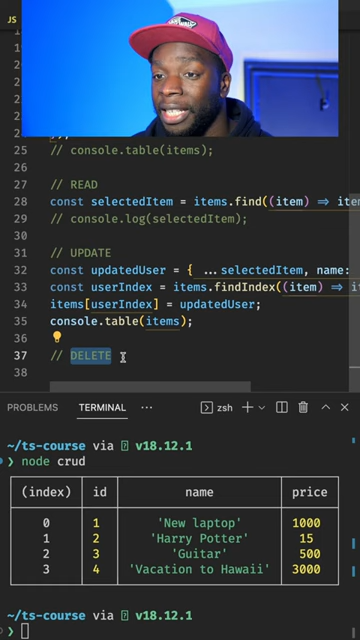 JS
25 // console.table(items);
26
27 // READ
28 const selectedItem = items.find((item) ⇒ item
29 // console.log(selectedItem);
30
31 // UPDATE
32 const updatedUser = { ...selectedItem, name:
33 const userIndex = items.findIndex((item) ⇒ i
34 items[userIndex] = updatedUser;
35 console.table(items);
36
37 // DELETE
38
PROBLEMS TERMINAL ... zsh
~/ts-course via v18.12.1
❯ node crud
(index) id name price
0 1 'New laptop' 1000
1 2 'Harry Potter' 15
2 3 'Guitar' 500
3 4 'Vacation to Hawaii' 3000
~/ts-course via v18.12.1
❯